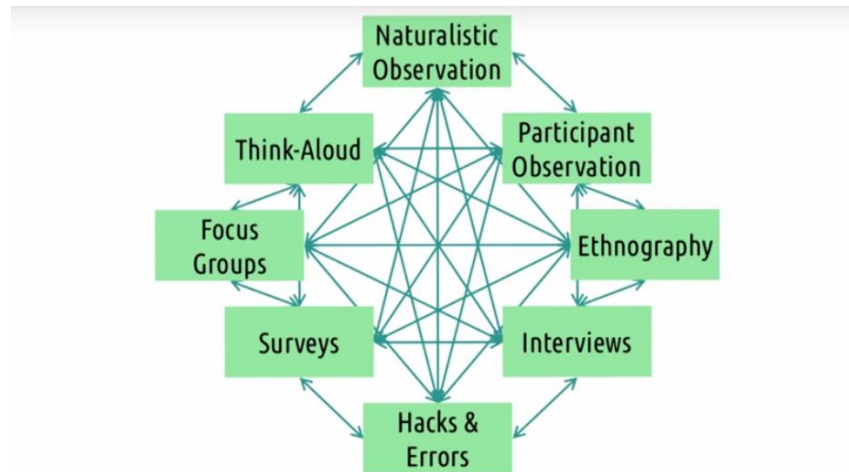 Naturalistic
Observation
Think-Aloud
Participant
Observation
Focus
Groups
Ethnography
Surveys
Interviews
Hacks &
Errors